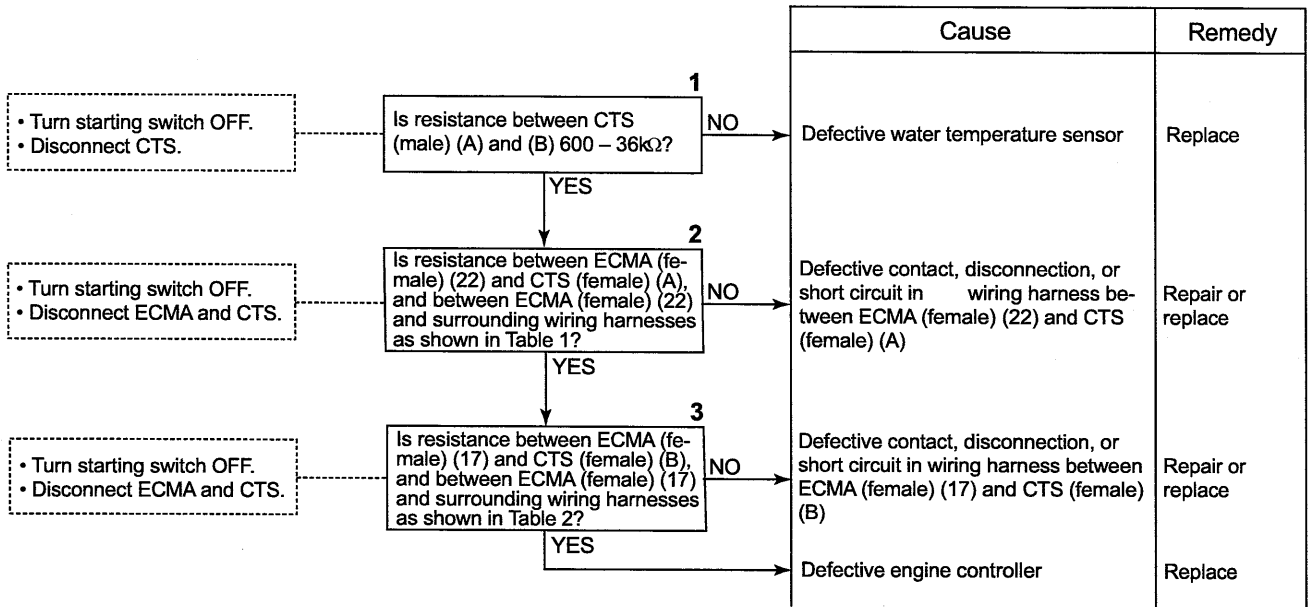 Cause
Remedy
1
• Turn starting switch OFF.
• Disconnect CTS.
Is resistance between CTS
(male) (A) and (B) 600 – 36kΩ?
NO
Defective water temperature sensor
Replace
YES
2
• Turn starting switch OFF.
• Disconnect ECMA and CTS.
Is resistance between ECMA (fe-
male) (22) and CTS (female) (A),
and between ECMA (female) (22)
and surrounding wiring harnesses
as shown in Table 1?
NO
Defective contact, disconnection, or
short circuit in wiring harness be-
tween ECMA (female) (22) and CTS
(female) (A)
Repair or
replace
YES
3
• Turn starting switch OFF.
• Disconnect ECMA and CTS.
Is resistance between ECMA (fe-
male) (17) and CTS (female) (B),
and between ECMA (female) (17)
and surrounding wiring harnesses
as shown in Table 2?
NO
Defective contact, disconnection, or
short circuit in wiring harness between
ECMA (female) (17) and CTS (female)
(B)
Repair or
replace
YES
Defective engine controller
Replace